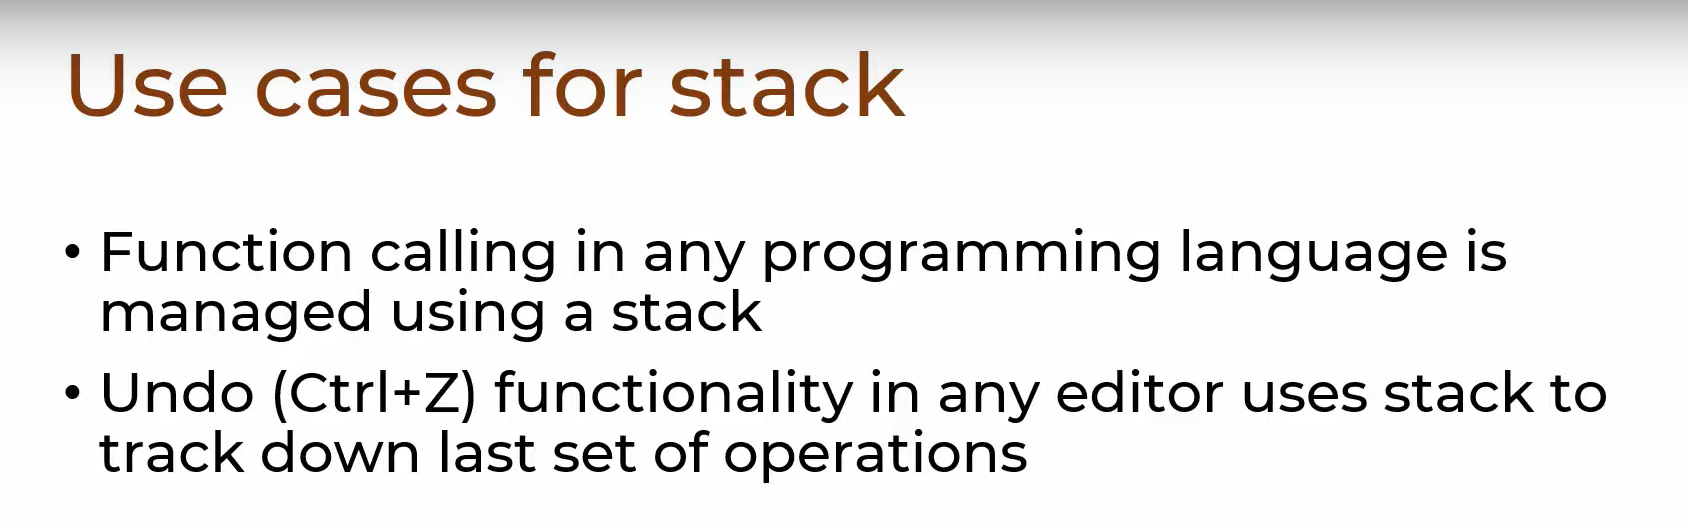 Use cases for stack
• Function calling in any programming language is
managed using a stack
• Undo (Ctrl+Z) functionality in any editor uses stack to
track down last set of operations